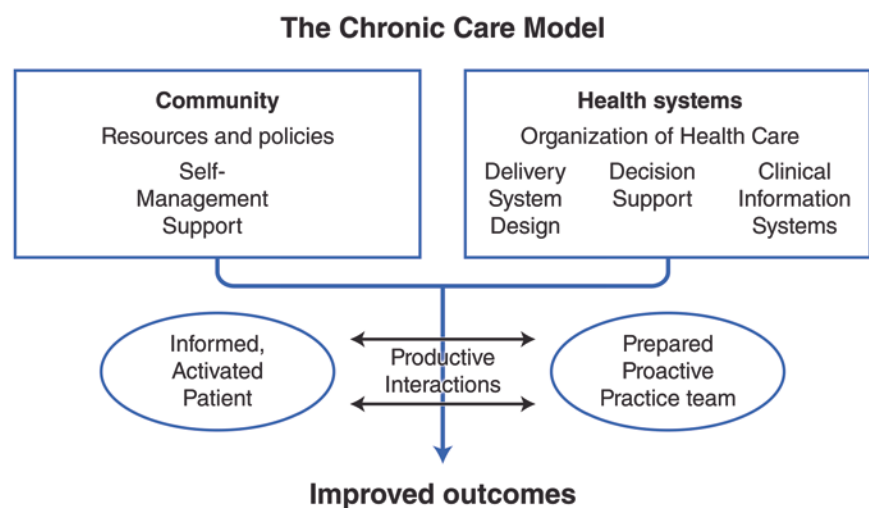 The Chronic Care Model
Community
Resources and policies
Self-
Management
Support
Health systems
Organization of Health Care
Delivery
System
Design
Decision
Support
Clinical
Information
Systems
Informed,
Activated
Patient
Productive
Interactions
Prepared
Proactive
Practice team
Improved outcomes